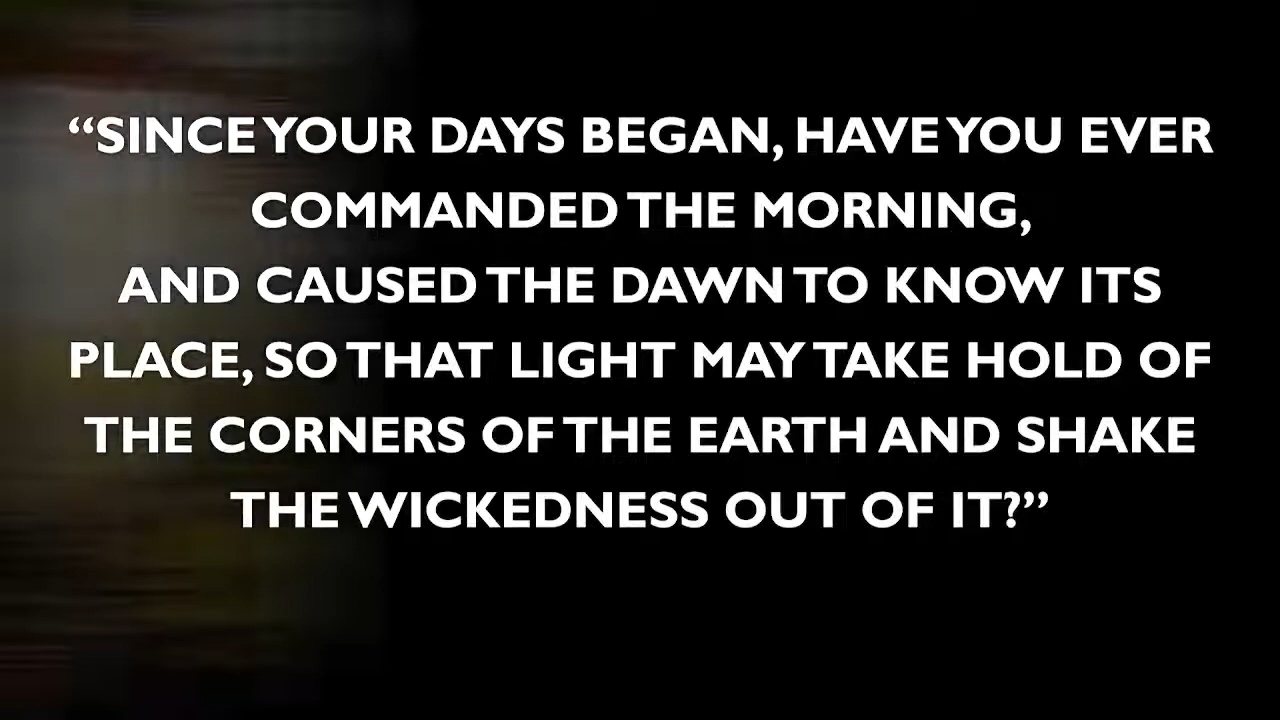 “SINCE YOUR DAYS BEGAN, HAVE YOU EVER
COMMANDED THE MORNING,
AND CAUSED THE DAWN TO KNOW ITS
PLACE, SO THAT LIGHT MAY TAKE HOLD OF
THE CORNERS OF THE EARTH AND SHAKE
THE WICKEDNESS OUT OF IT?”